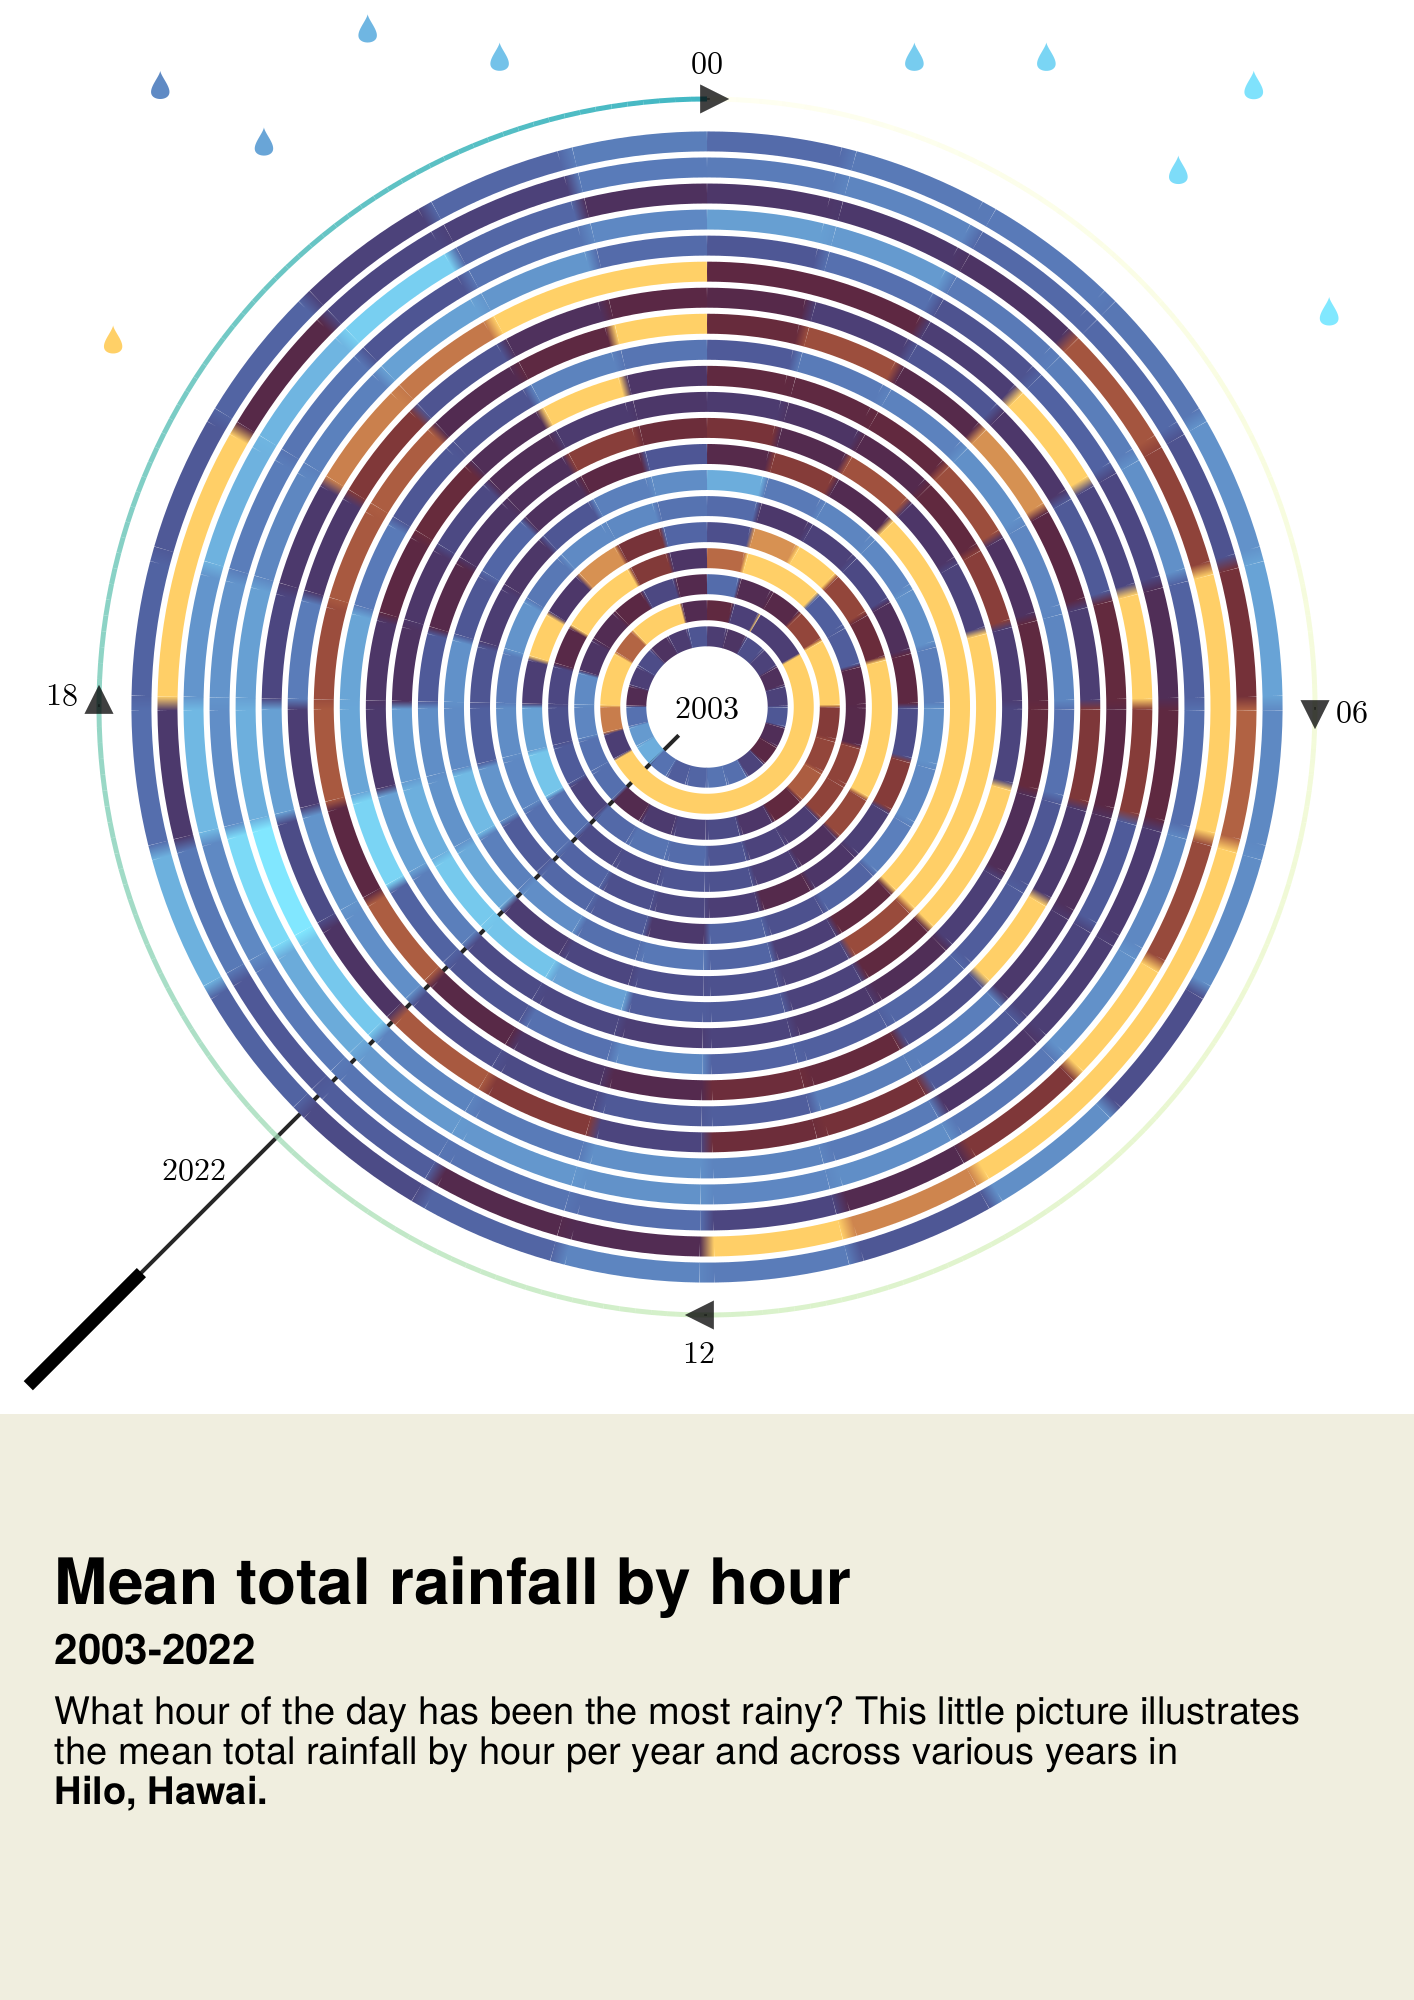 00
18
2003
06
2022
12
Mean total rainfall by hour
2003-2022
What hour of the day has been the most rainy? This little picture illustrates
the mean total rainfall by hour per year and across various years in
Hilo, Hawai.